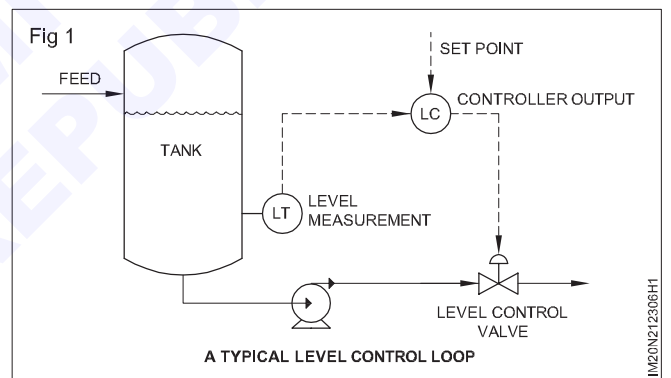 Fig 1
FEED
TANK
LT
LEVEL
MEASUREMENT
SET POINT
LC
CONTROLLER OUTPUT
LEVEL CONTROL
VALVE
A TYPICAL LEVEL CONTROL LOOP
IM20N212306H1